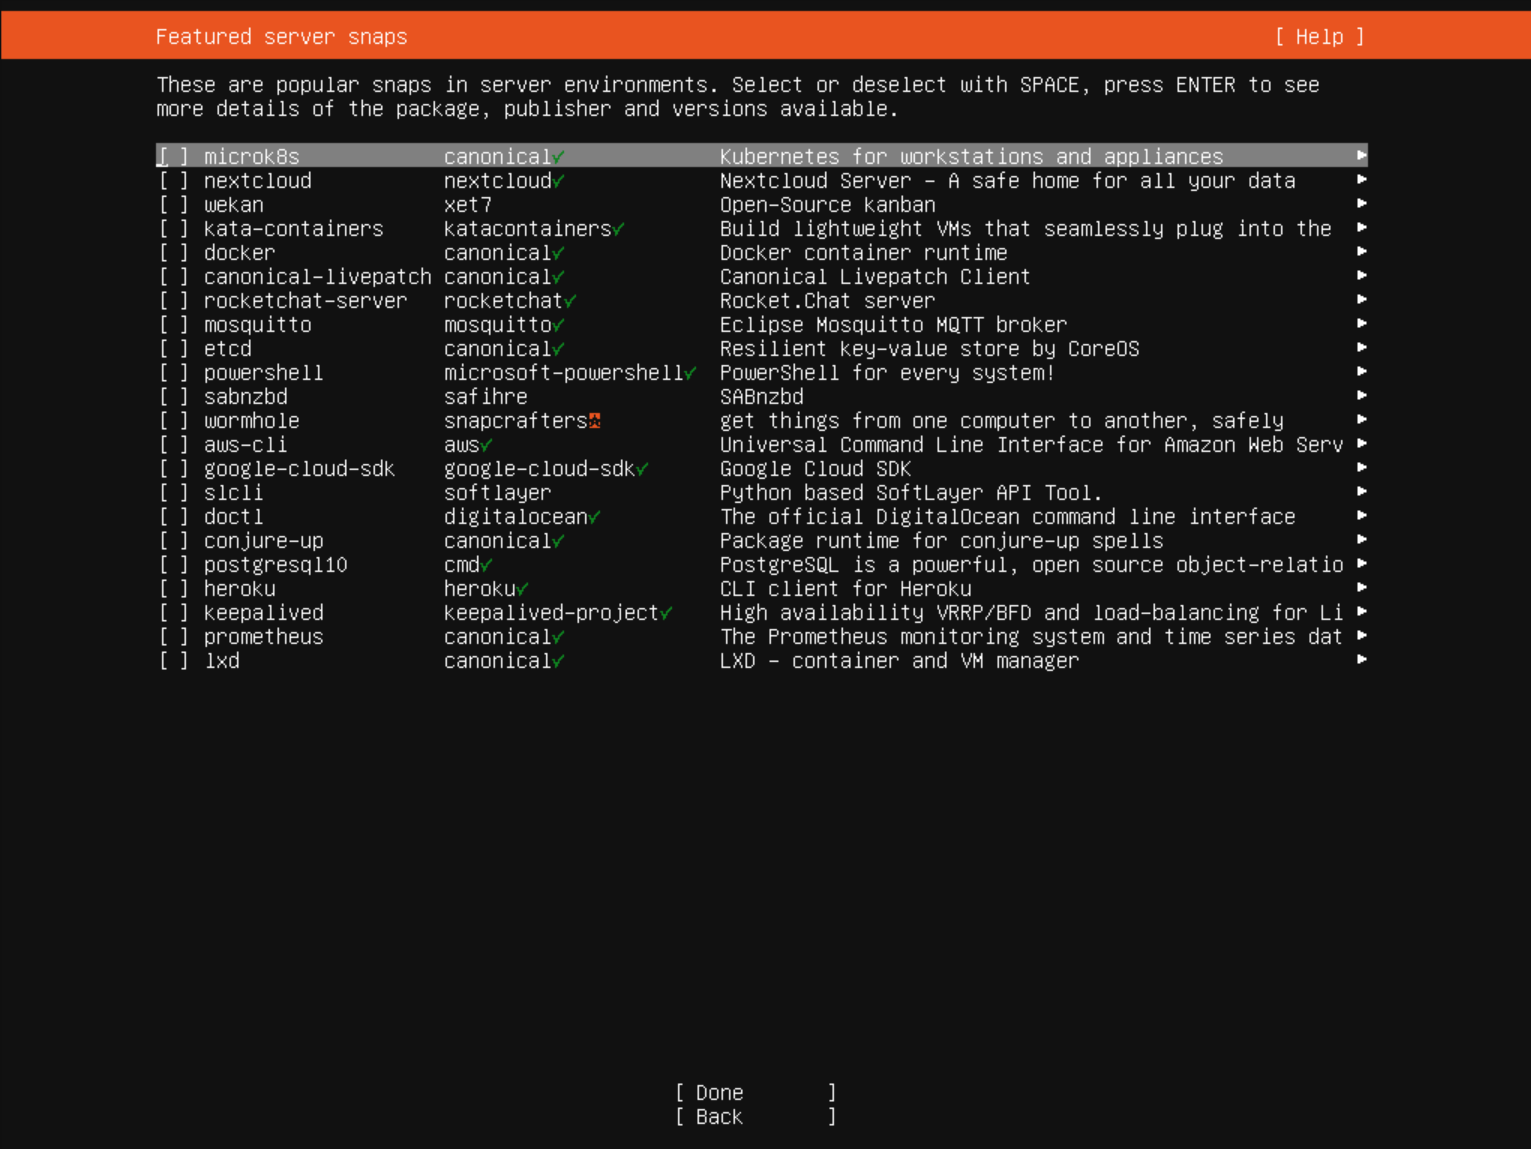 Featured server snaps [ Help ]
These are popular snaps in server environments. Select or deselect with SPACE, press ENTER to see
more details of the package, publisher and versions available.
[ ] microk8s canonical✓ Kubernetes for workstations and appliances ▸
[ ] nextcloud nextcloud✓ Nextcloud Server - A safe home for all your data ▸
[ ] wekan xet7 Open-Source kanban ▸
[ ] kata-containers katacontainers✓ Build lightweight VMs that seamlessly plug into the ▸
[ ] docker canonical✓ Docker container runtime ▸
[ ] canonical-livepatch canonical✓ Canonical Livepatch Client ▸
[ ] rocketchat-server rocketchat✓ Rocket.Chat server ▸
[ ] mosquitto mosquitto✓ Eclipse Mosquitto MQTT broker ▸
[ ] etcd canonical✓ Resilient key-value store by CoreOS ▸
[ ] powershell microsoft-powershell✓ PowerShell for every system! ▸
[ ] sabnzbd safihre SABnzbd ▸
[ ] wormhole snapcrafters get things from one computer to another, safely ▸
[ ] aws-cli aws✓ Universal Command Line Interface for Amazon Web Serv ▸
[ ] google-cloud-sdk google-cloud-sdk✓ Google Cloud SDK ▸
[ ] slcli softlayer Python based SoftLayer API Tool. ▸
[ ] doctl digitalocean✓ The official DigitalOcean command line interface ▸
[ ] conjure-up canonical✓ Package runtime for conjure-up spells ▸
[ ] postgresql10 cmd✓ PostgreSQL is a powerful, open source object-relatio ▸
[ ] heroku heroku✓ CLI client for Heroku ▸
[ ] keepalived keepalived-project✓ High availability VRRP/BFD and load-balancing for Li ▸
[ ] prometheus canonical✓ The Prometheus monitoring system and time series dat ▸
[ ] lxd canonical✓ LXD - container and VM manager ▸
[ Done ]
[ Back ]